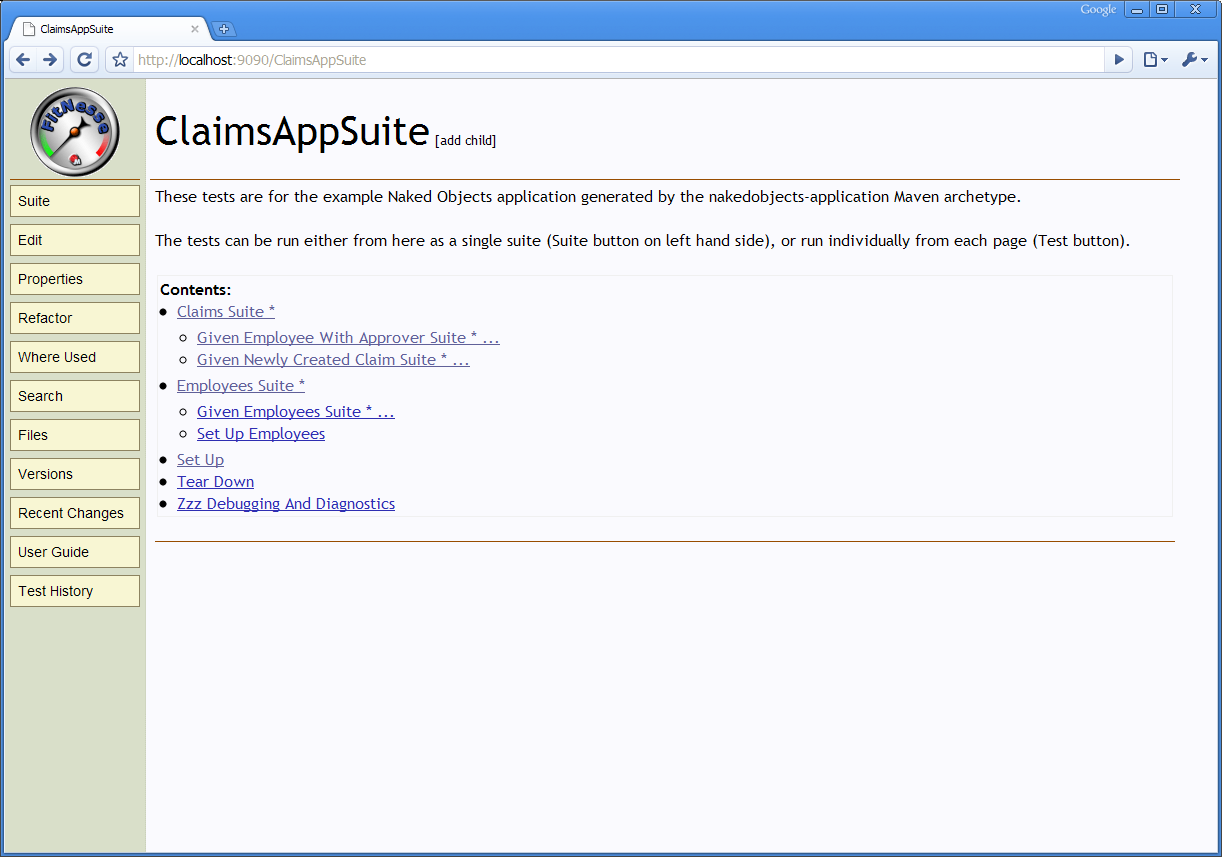 Google
ClaimsAppSuite
http://localhost:9090/ClaimsAppSuite
FitNesse
ClaimsAppSuite [add child]
Suite
Edit
Properties
Refactor
Where Used
Search
Files
Versions
Recent Changes
User Guide
Test History
These tests are for the example Naked Objects application generated by the nakedobjects-application Maven archetype.
The tests can be run either from here as a single suite (Suite button on left hand side), or run individually from each page (Test button).
Contents:
Claims Suite *
Given Employee With Approver Suite * ...
Given Newly Created Claim Suite * ...
Employees Suite *
Given Employees Suite * ...
Set Up Employees
Set Up
Tear Down
Zzz Debugging And Diagnostics